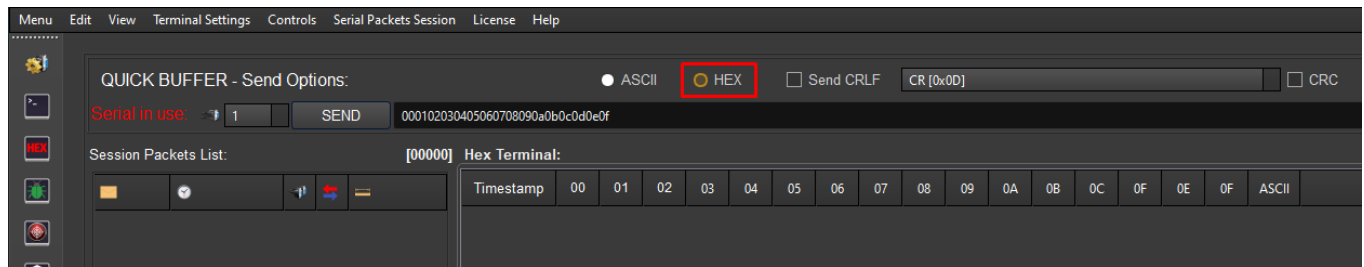 Menu Edit View Terminal Settings Controls Serial Packets Session License Help
QUICK BUFFER - Send Options: ASCII HEX Send CRLF CR [0x0D] CRC
Serial in use: 1 SEND 000102030405060708090a0b0c0d0e0f
HEX
Session Packets List: [00000] Hex Terminal:
Timestamp 00 01 02 03 04 05 06 07 08 09 0A 0B 0C 0F 0E 0F ASCII